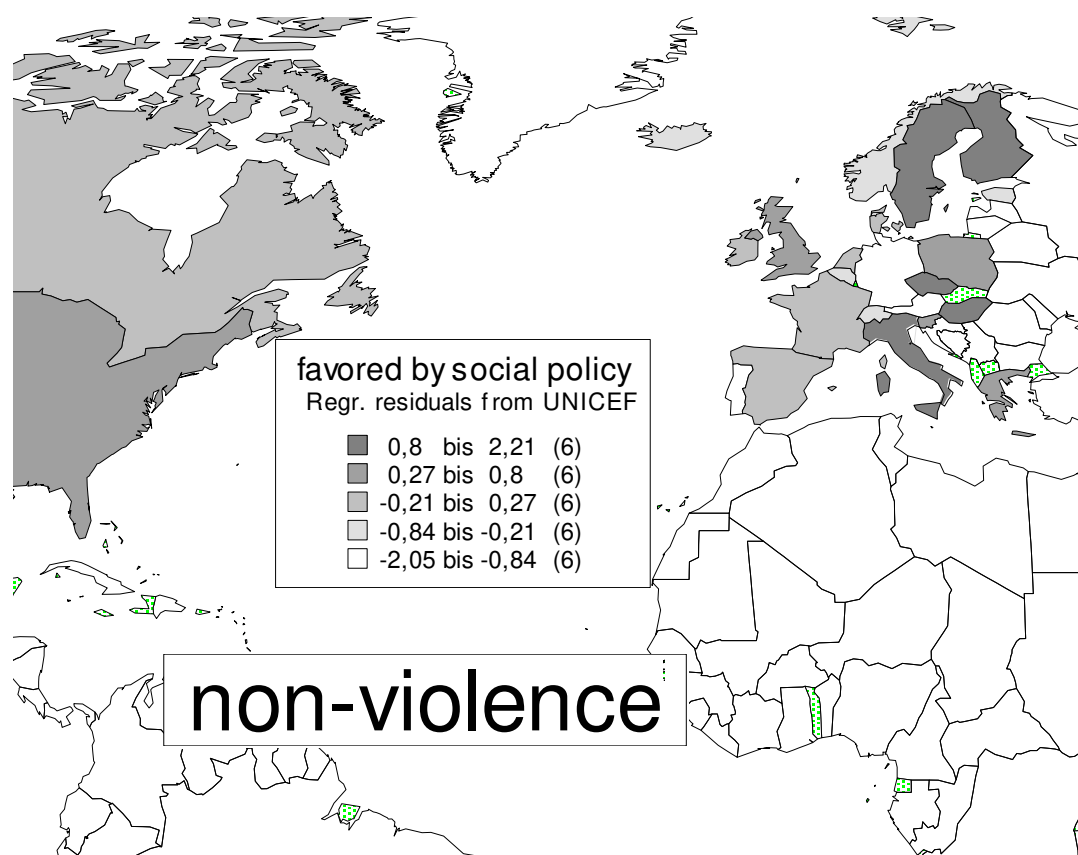 favored by social policy
Regr. residuals from UNICEF
0,8 bis 2,21 (6)
0,27 bis 0,8 (6)
-0,21 bis 0,27 (6)
-0,84 bis -0,21 (6)
-2,05 bis -0,84 (6)
non-violence